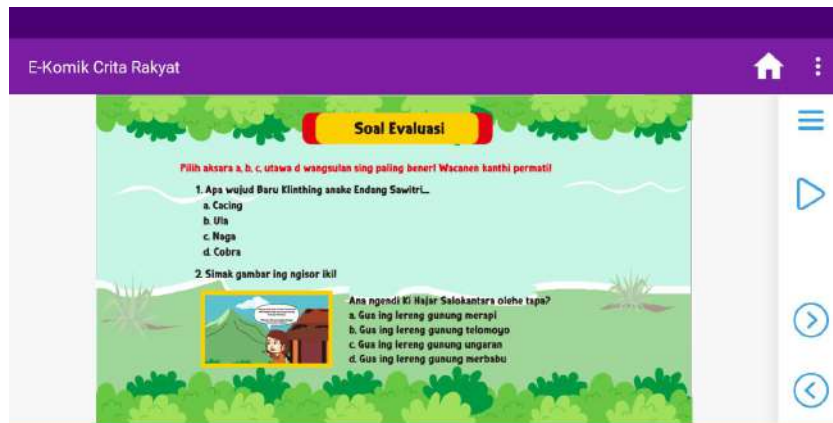 E-Komik Crita Rakyat
Soal Evaluasi
Pilih aksara a, b, c, utawa d wangsulan sing paling bener! Wacanen kanthi permati!
1. Apa wujud Baru Klinthing anake Endang Sawitri...
a. Cacing
b. Ula
c. Naga
d. Cobra
2. Simak gambar ing ngisor iki!
Ana ngendi Ki Hajar Salokantara olehe tapa?
a. Gua ing lereng gunung merapi
b. Gua ing lereng gunung telomoyo
c. Gua ing lereng gunung ungaran
d. Gua ing lereng gunung merbabu